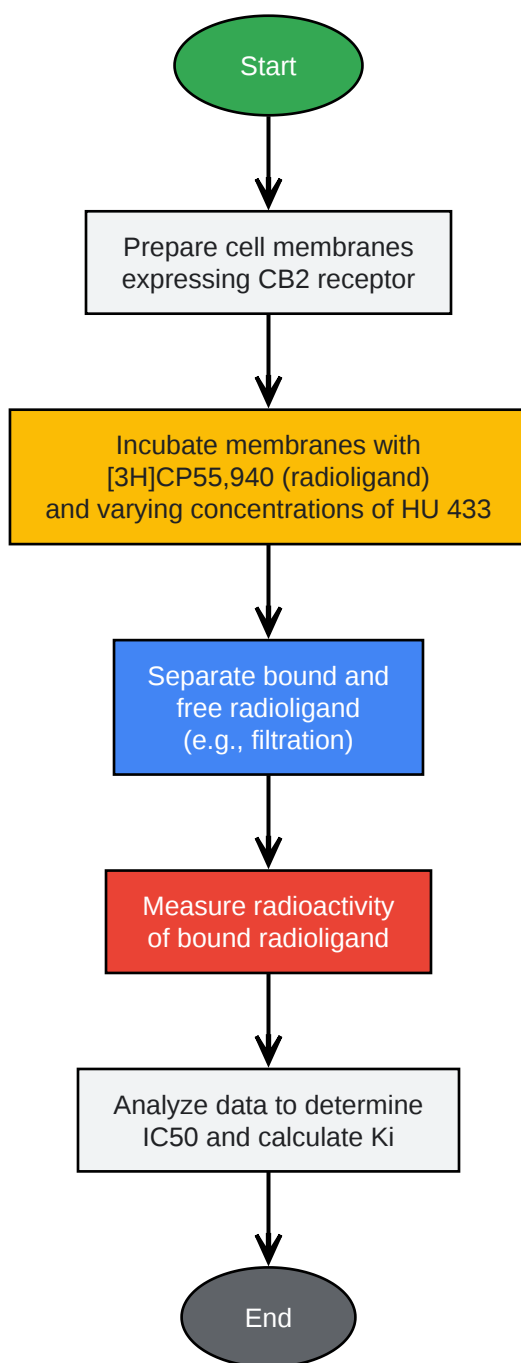 Start
Prepare cell membranes
expressing CB2 receptor
Incubate membranes with
[3H]CP55,940 (radioligand)
and varying concentrations of HU 433
Separate bound and
free radioligand
(e.g., filtration)
Measure radioactivity
of bound radioligand
Analyze data to determine
IC50 and calculate Ki
End